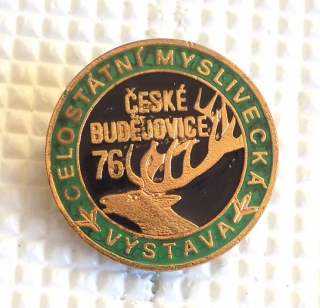 CELOSTÁTNÍ MYSLIVECKÁ
VÝSTAVA
ČESKÉ
BUDĚJOVICE
76